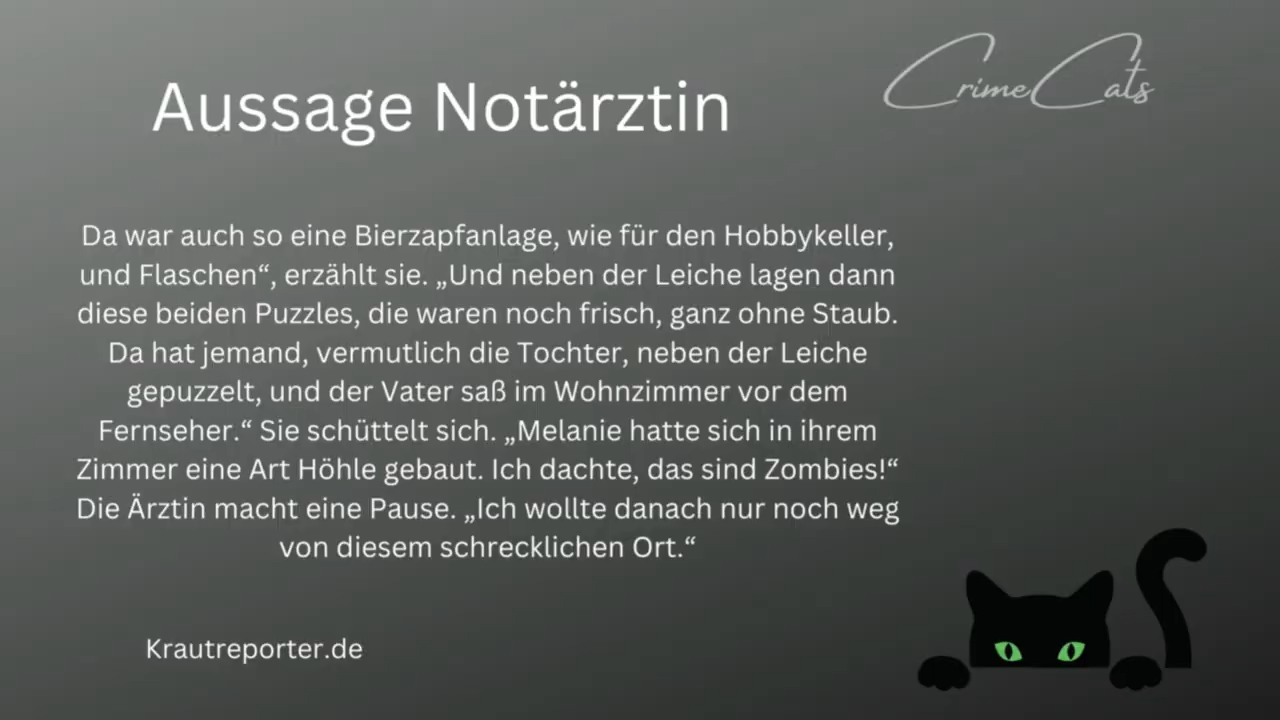 CrimeCats
Aussage Notärztin
Da war auch so eine Bierzapfanlage, wie für den Hobbykeller,
und Flaschen“, erzählt sie. „Und neben der Leiche lagen dann
diese beiden Puzzles, die waren noch frisch, ganz ohne Staub.
Da hat jemand, vermutlich die Tochter, neben der Leiche
gepuzzelt, und der Vater saß im Wohnzimmer vor dem
Fernseher.“ Sie schüttelt sich. „Melanie hatte sich in ihrem
Zimmer eine Art Höhle gebaut. Ich dachte, das sind Zombies!“
Die Ärztin macht eine Pause. „Ich wollte danach nur noch weg
von diesem schrecklichen Ort.“
Krautreporter.de